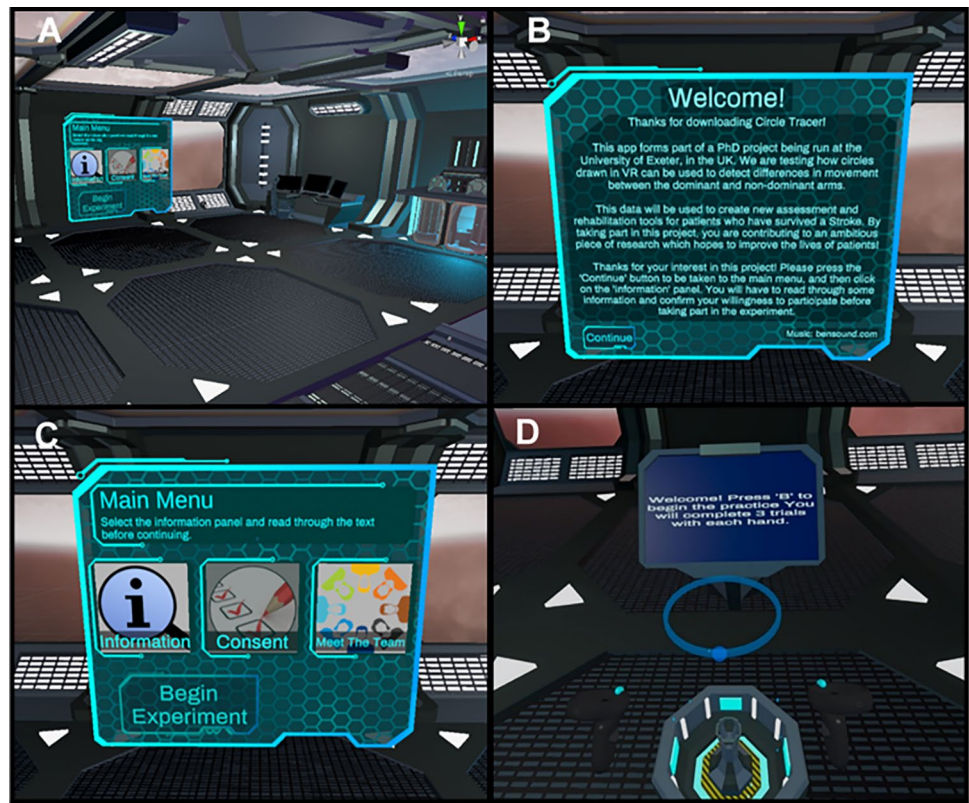 A
Main Menu
Begin
Experiment
B
Welcome!
Thanks for downloading Circle Tracer!
This app forms part of a PhD project being run at the
University of Exeter, in the UK. We are testing how circles
drawn in VR can be used to detect differences in movement
between the dominant and non-dominant arms.
This data will be used to create new assessment and
rehabilitation tools for patients who have survived a Stroke. By
taking part in this project, you are contributing to an ambitious
piece of research which hopes to improve the lives of patients!
Thanks for your interest in this project! Please press the
'Continue' button to be taken to the main menu, and then click
on the 'information' panel. You will have to read through some
information and confirm your willingness to participate before
taking part in the experiment.
Continue
Music: bensound.com
C
Main Menu
Select the information panel and read through the text
before continuing.
Information
Consent
Meet The Team
Begin
Experiment
D
Welcome! Press 'B' to
begin the practice You
will complete 3 trials
with each hand.